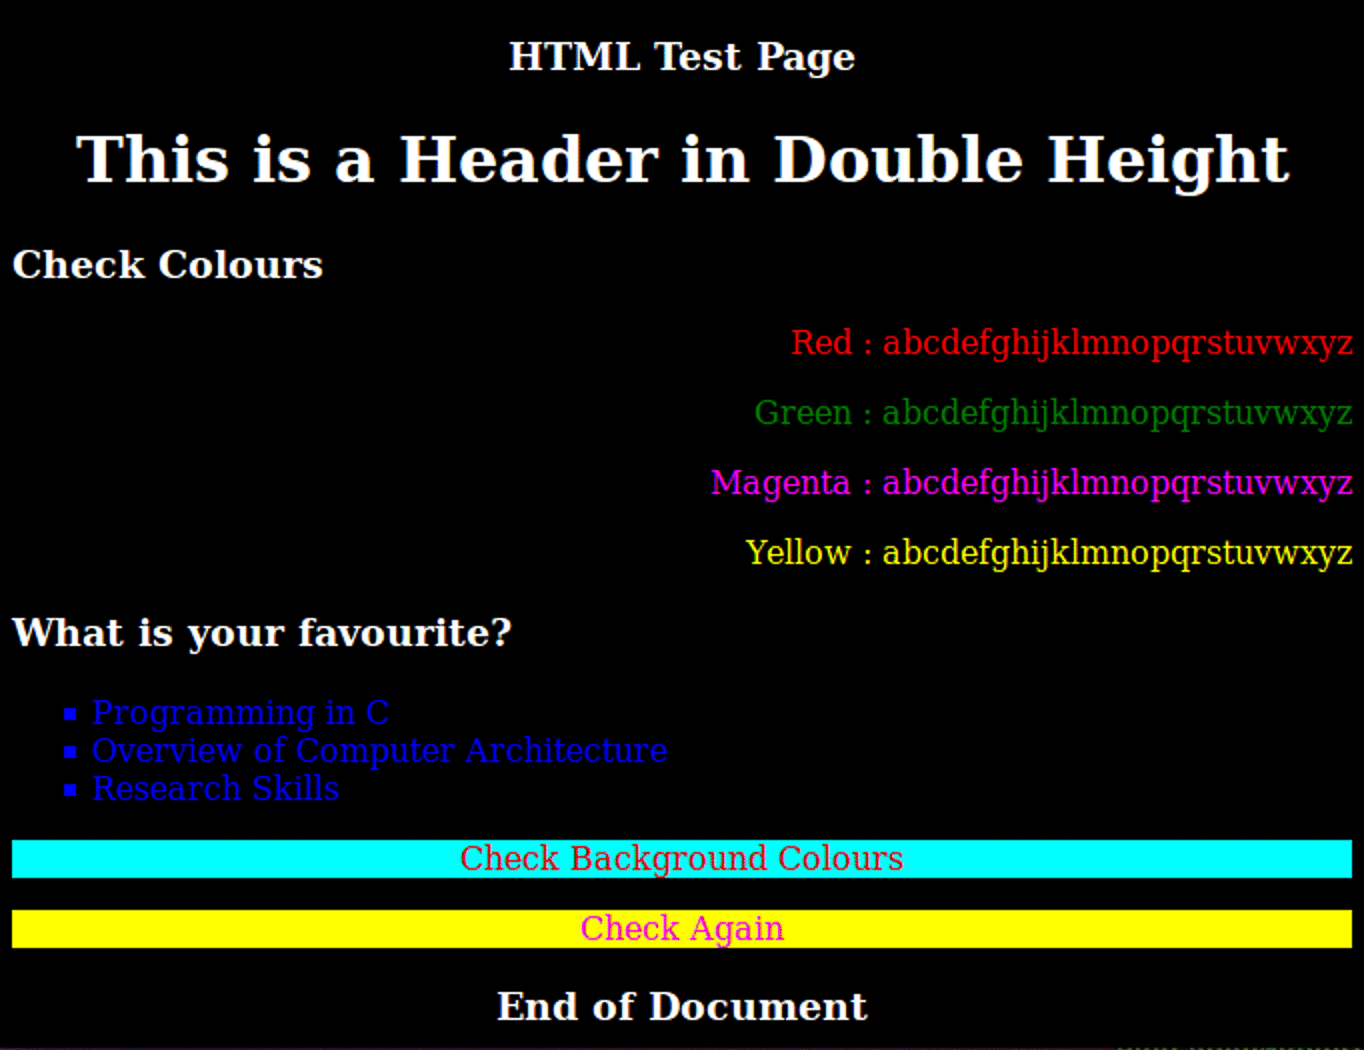 HTML Test Page
This is a Header in Double Height
Check Colours
Red : abcdefghijklmnopqrstuvwxyz
Green : abcdefghijklmnopqrstuvwxyz
Magenta : abcdefghijklmnopqrstuvwxyz
Yellow : abcdefghijklmnopqrstuvwxyz
What is your favourite?
Programming in C
Overview of Computer Architecture
Research Skills
Check Background Colours
Check Again
End of Document